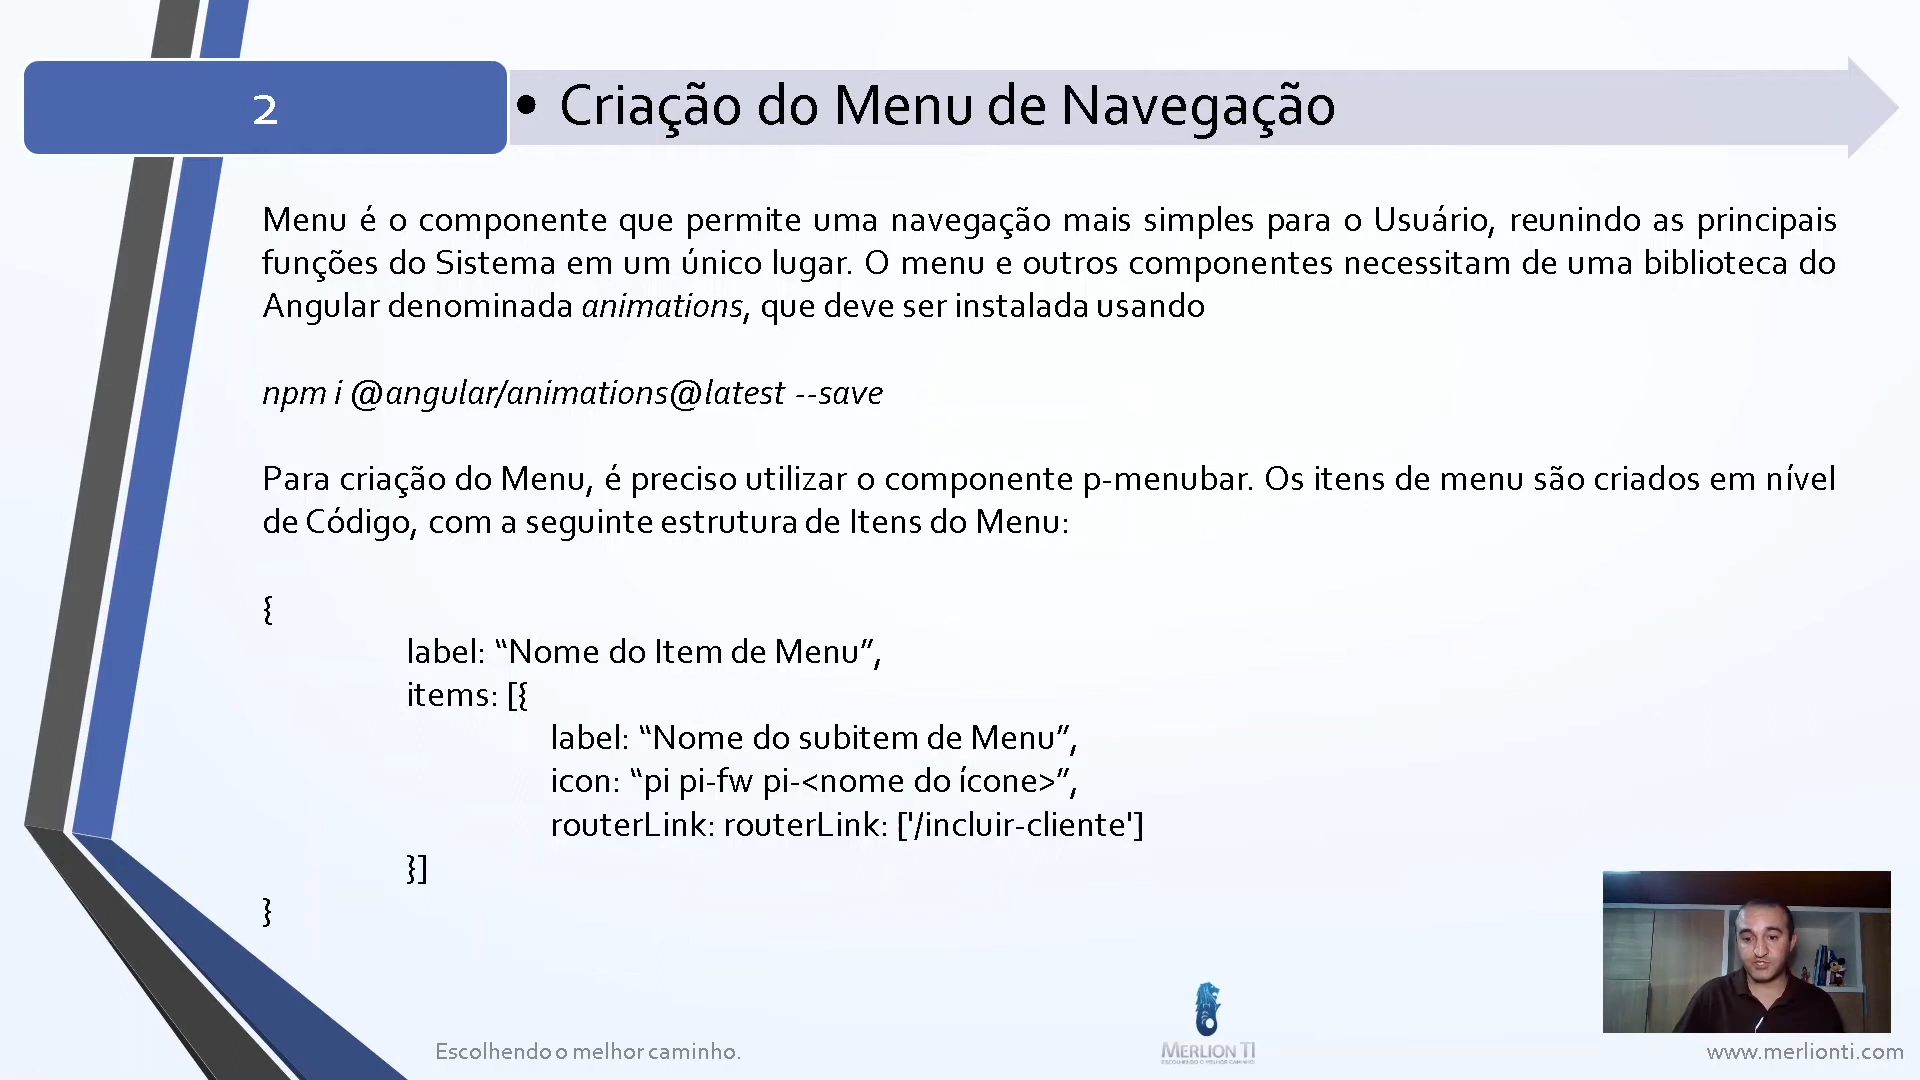 2
• Criação do Menu de Navegação
Menu é o componente que permite uma navegação mais simples para o Usuário, reunindo as principais
funções do Sistema em um único lugar. O menu e outros componentes necessitam de uma biblioteca do
Angular denominada animations, que deve ser instalada usando
npm i @angular/animations@latest --save
Para criação do Menu, é preciso utilizar o componente p-menubar. Os itens de menu são criados em nível
de Código, com a seguinte estrutura de Itens do Menu:
{
label: “Nome do Item de Menu”,
items: [{
label: “Nome do subitem de Menu”,
icon: “pi pi-fw pi-<nome do ícone>”,
routerLink: routerLink: ['/incluir-cliente']
}]
}
Escolhendo o melhor caminho.
MERLION TI
ESCOLHENDO O MELHOR CAMINHO
www.merlionti.com